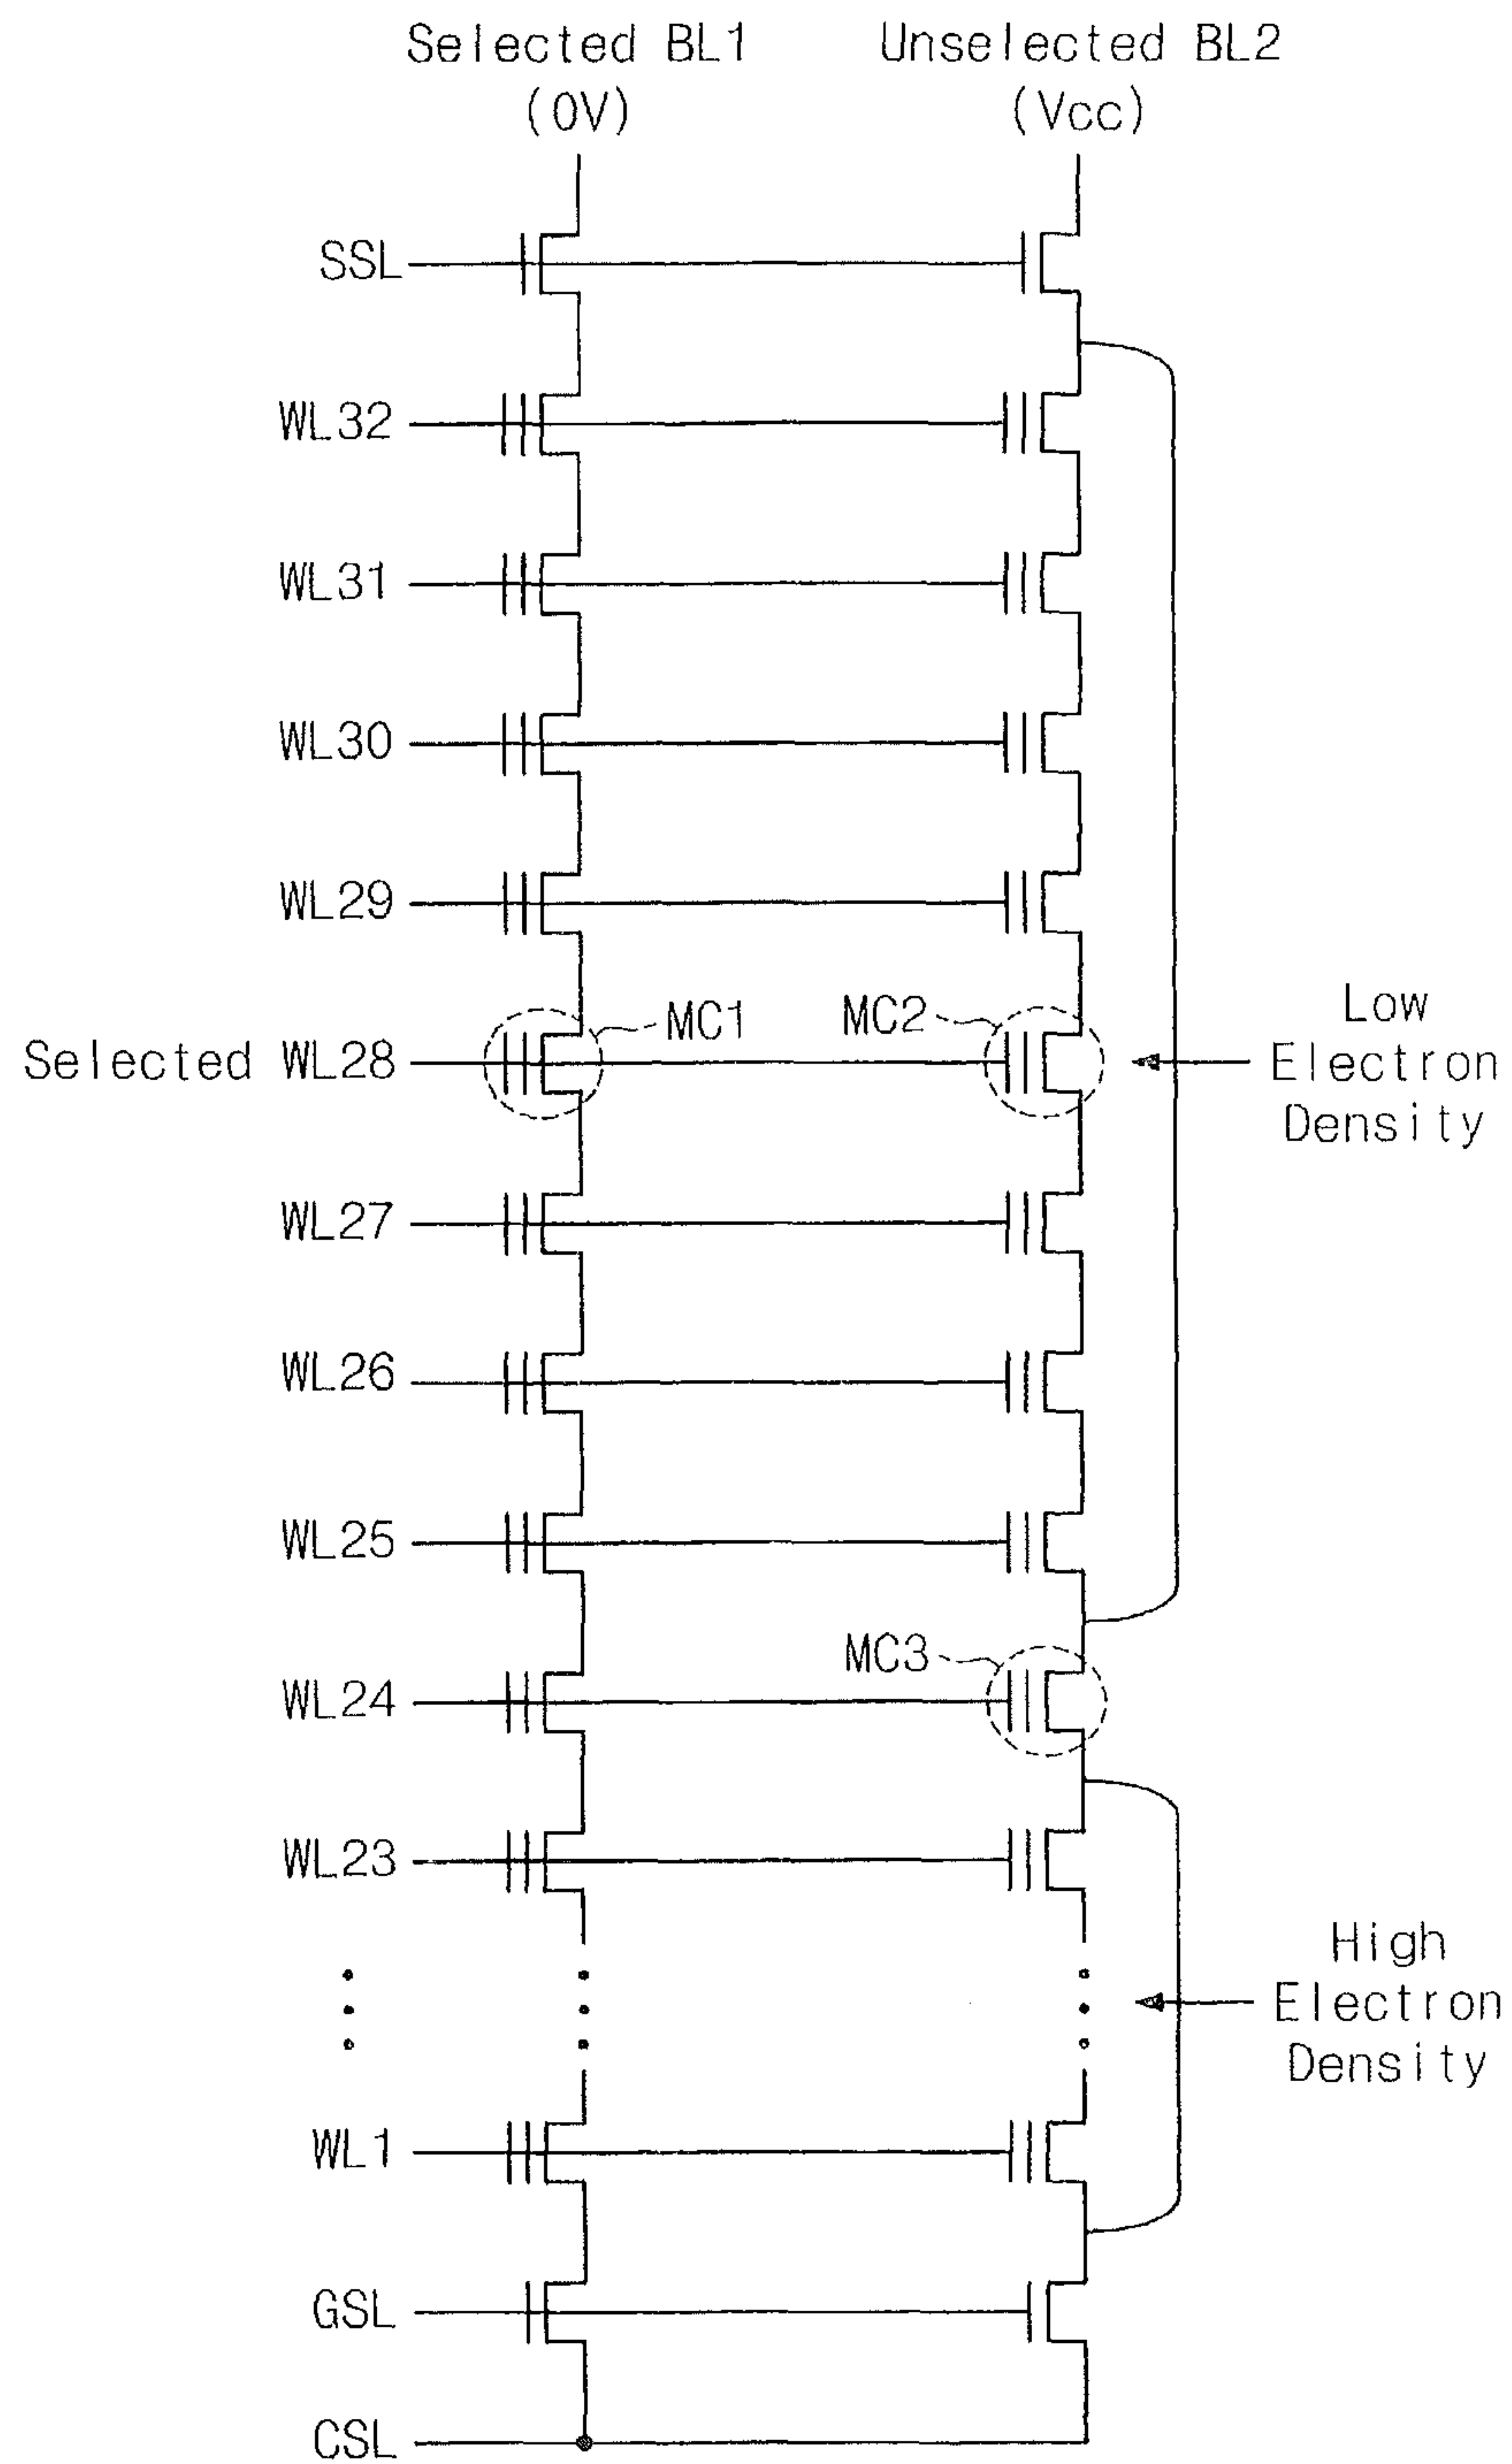 Selected BL1
(0V)
Unselected BL2
(Vcc)
SSL
WL32
WL31
WL30
WL29
Selected WL28
MC1
MC2
Low
Electron
Density
WL27
WL26
WL25
WL24
MC3
WL23
High
Electron
Density
WL1
GSL
CSL